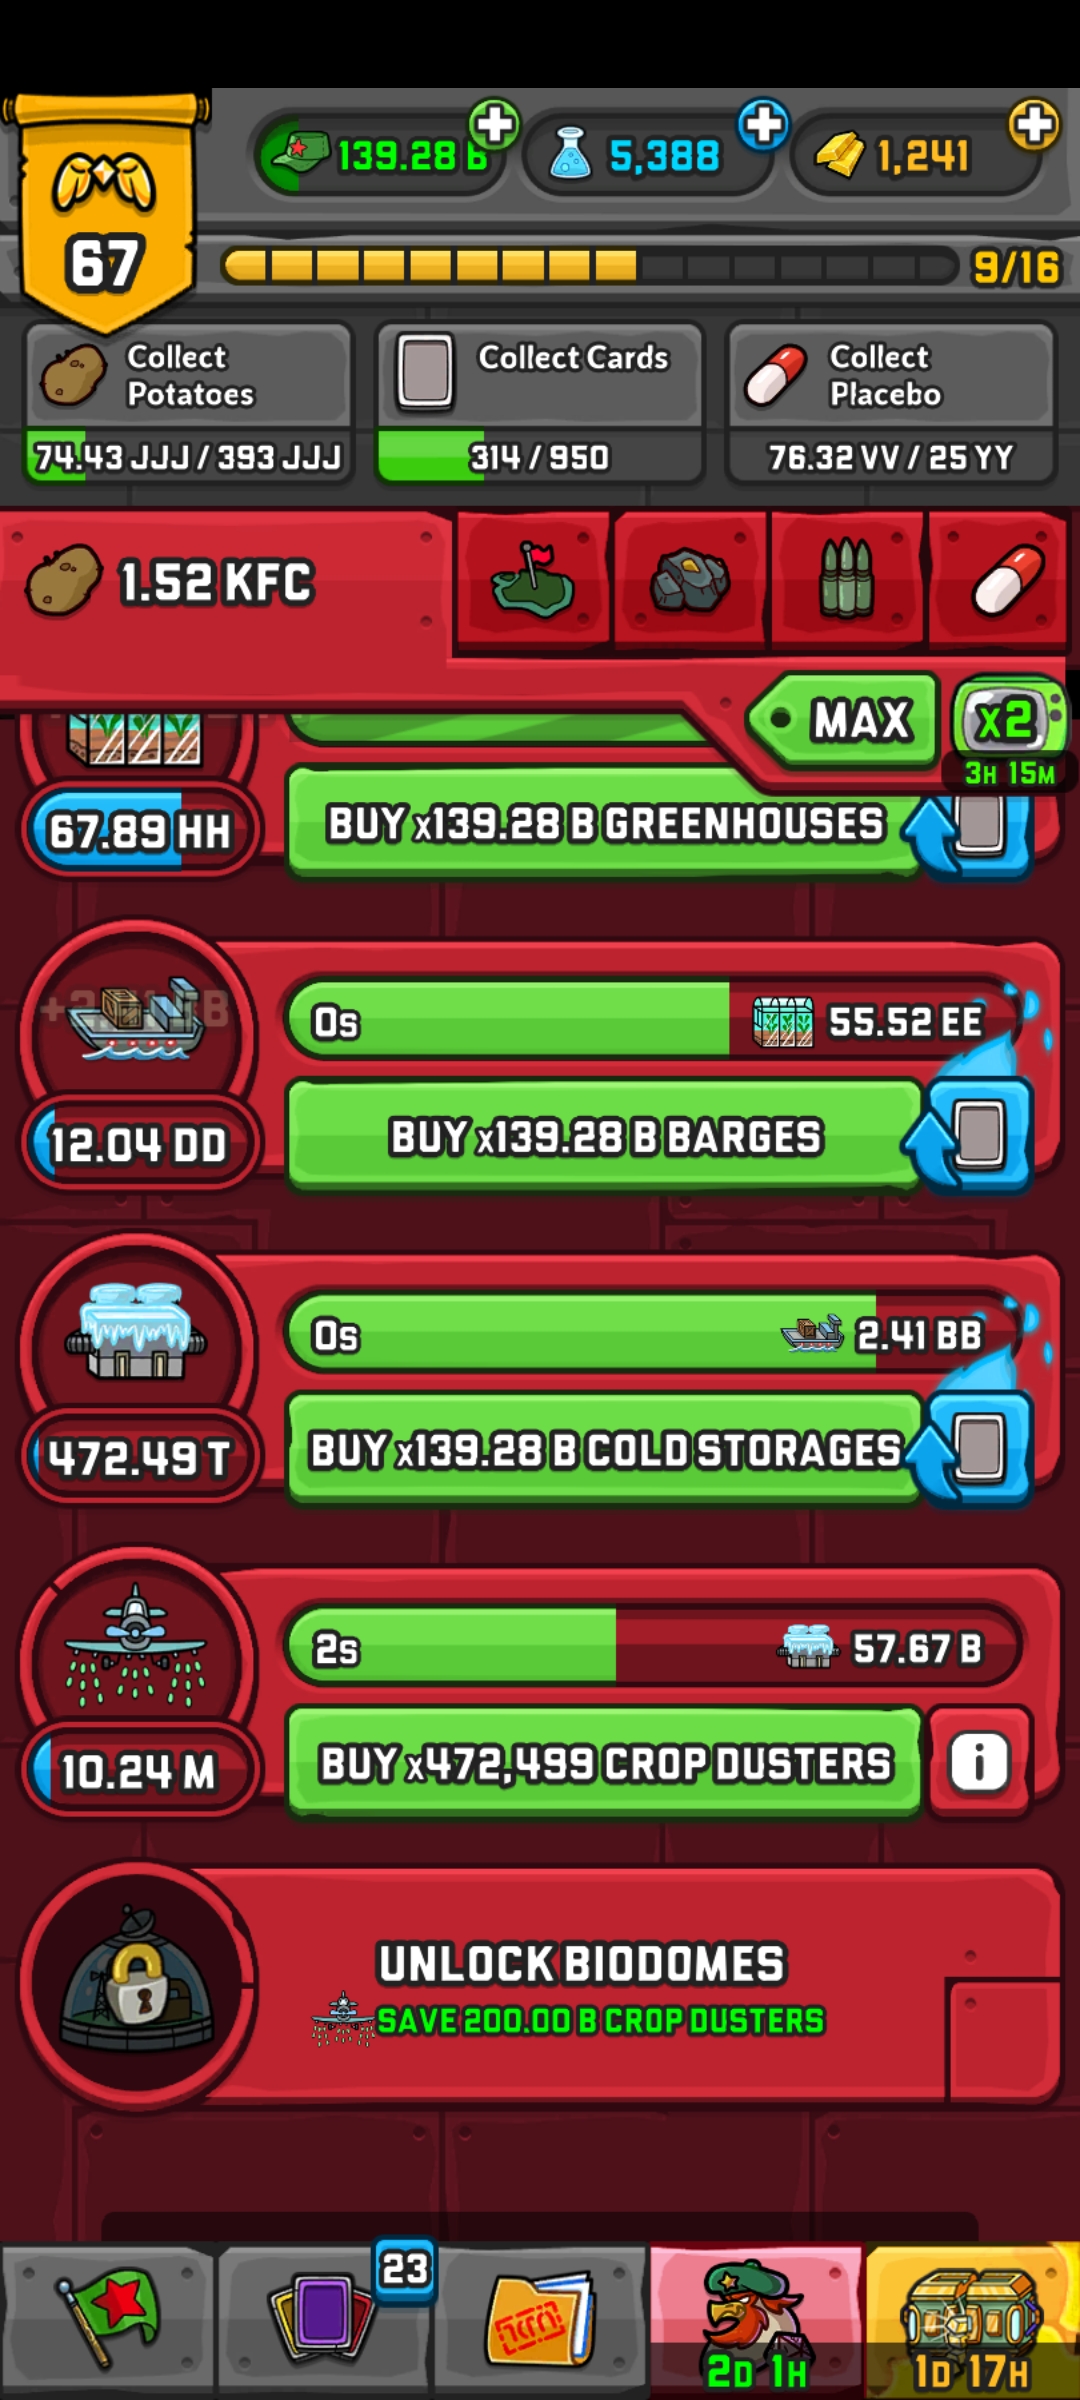 67
139.28 B
5,388
1,241
9/16
Collect
Potatoes
74.43 JJJ / 393 JJJ
Collect Cards
314 / 950
Collect
Placebo
76.32 VV / 25 YY
1.52 KFC
MAX
x2
3H 15M
67.89 HH
BUY x139.28 B GREENHOUSES
0s
55.52 EE
12.04 DD
BUY x139.28 B BARGES
0s
2.41 BB
472.49 T
BUY x139.28 B COLD STORAGES
2s
57.67 B
10.24 M
BUY x472,499 CROP DUSTERS
i
UNLOCK BIODOMES
SAVE 200.00 B CROP DUSTERS
23
2D 1H
1D 17H